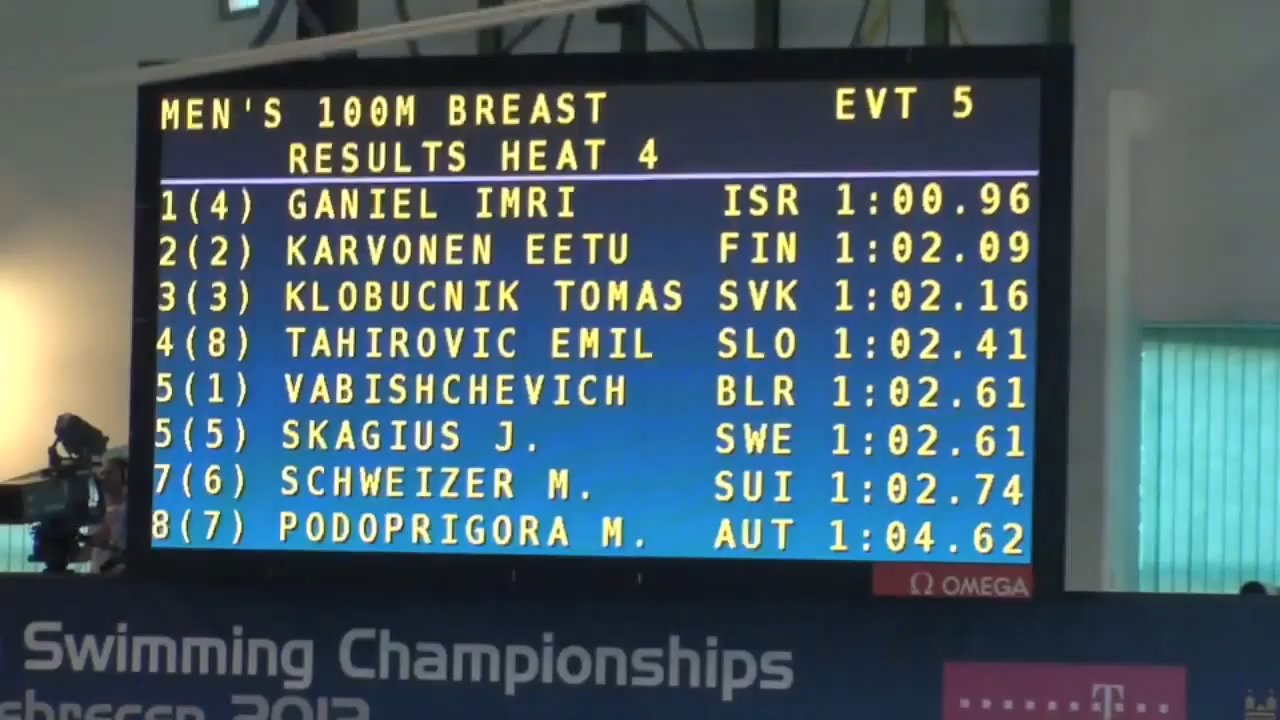 MEN'S 100M BREAST EVT 5
RESULTS HEAT 4
1(4) GANIEL IMRI ISR 1:00.96
2(2) KARVONEN EETU FIN 1:02.09
3(3) KLOBUCNIK TOMAS SVK 1:02.16
4(8) TAHIROVIC EMIL SLO 1:02.41
5(1) VABISHCHEVICH BLR 1:02.61
5(5) SKAGIUS J. SWE 1:02.61
7(6) SCHWEIZER M. SUI 1:02.74
8(7) PODOPRIGORA M. AUT 1:04.62
Ω OMEGA
Swimming Championships
T